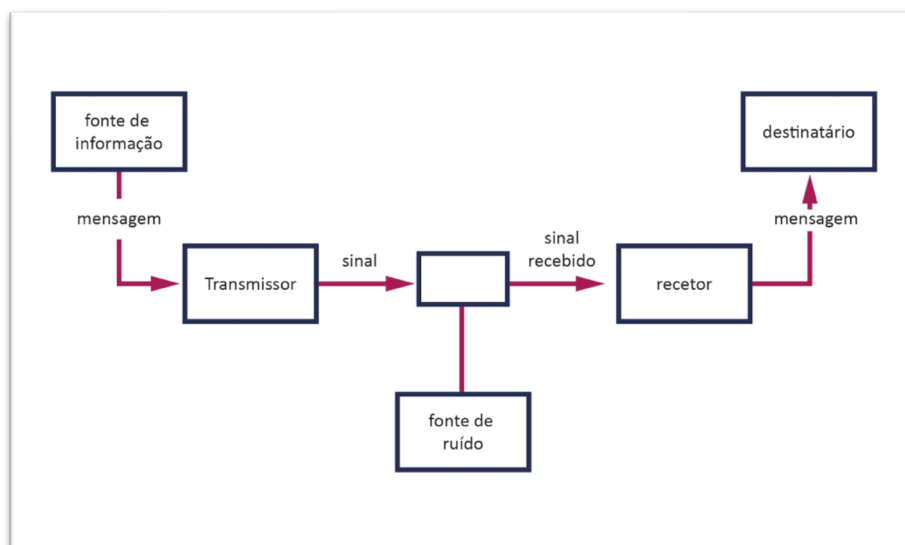 fonte de
informação
mensagem
Transmissor
sinal
sinal
recebido
recetor
mensagem
destinatário
fonte de
ruído